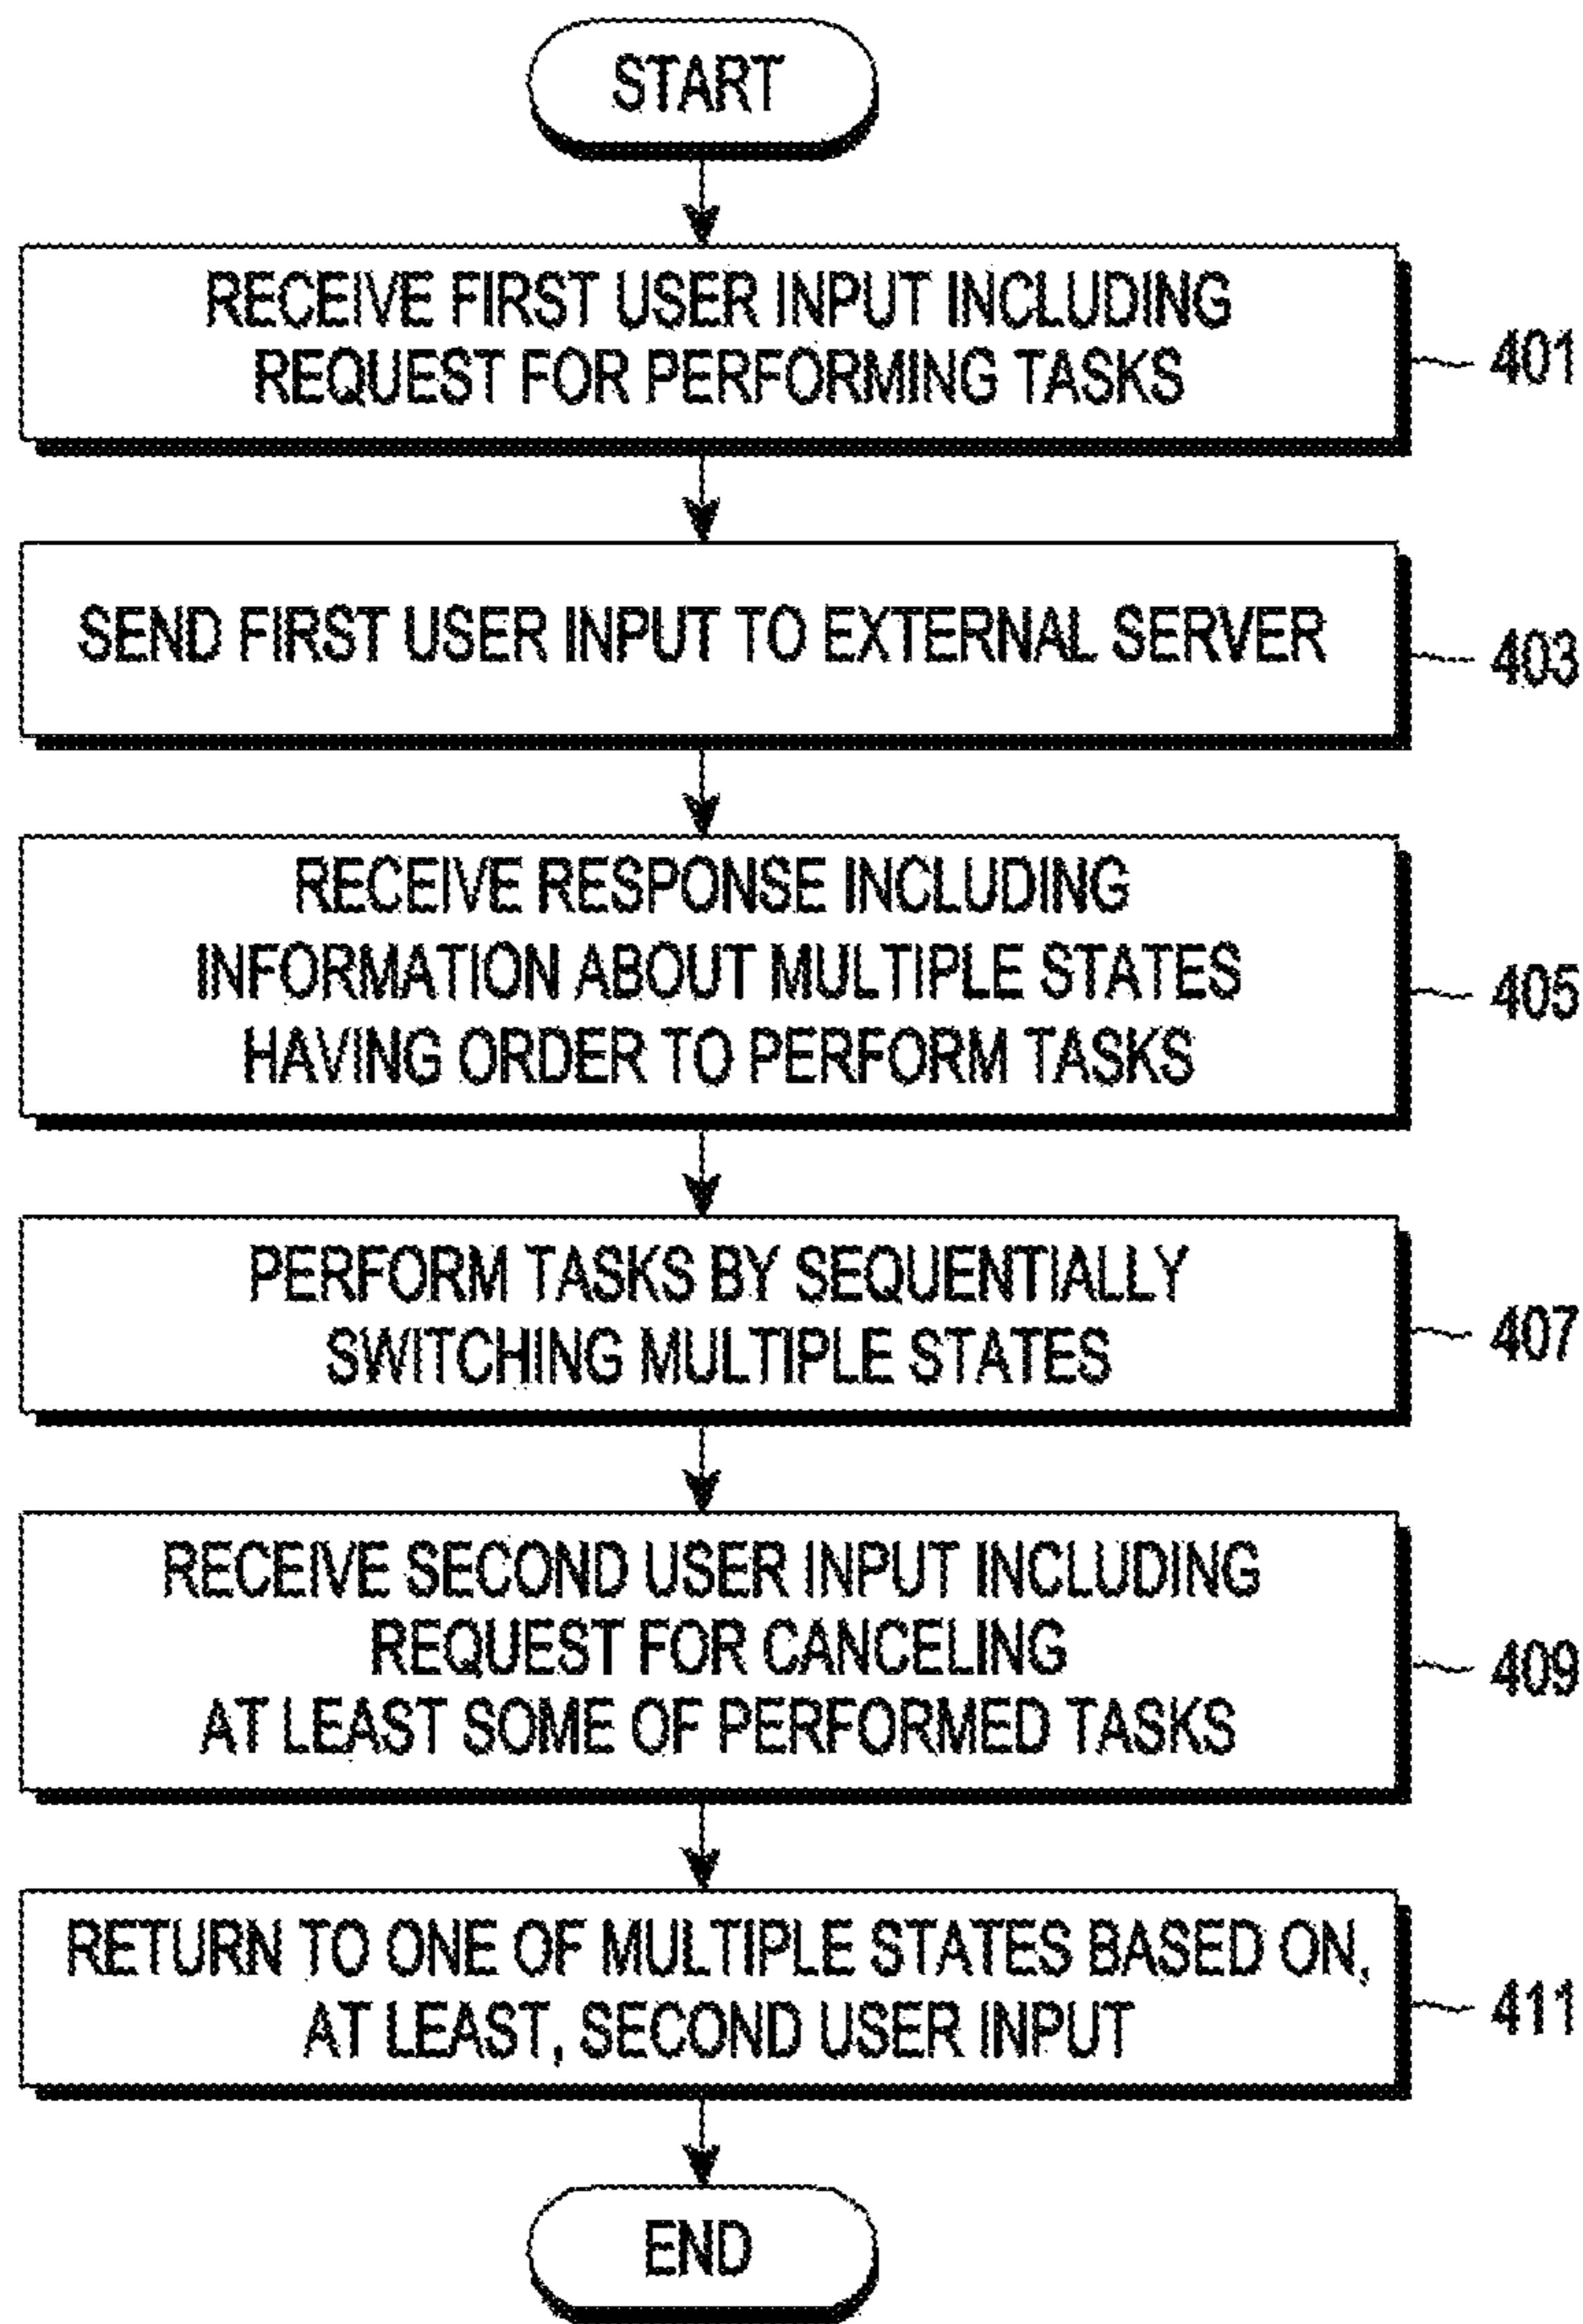 START
RECEIVE FIRST USER INPUT INCLUDING
REQUEST FOR PERFORMING TASKS
401
SEND FIRST USER INPUT TO EXTERNAL SERVER
403
RECEIVE RESPONSE INCLUDING
INFORMATION ABOUT MULTIPLE STATES
HAVING ORDER TO PERFORM TASKS
405
PERFORM TASKS BY SEQUENTIALLY
SWITCHING MULTIPLE STATES
407
RECEIVE SECOND USER INPUT INCLUDING
REQUEST FOR CANCELING
AT LEAST SOME OF PERFORMED TASKS
409
RETURN TO ONE OF MULTIPLE STATES BASED ON,
AT LEAST, SECOND USER INPUT
411
END